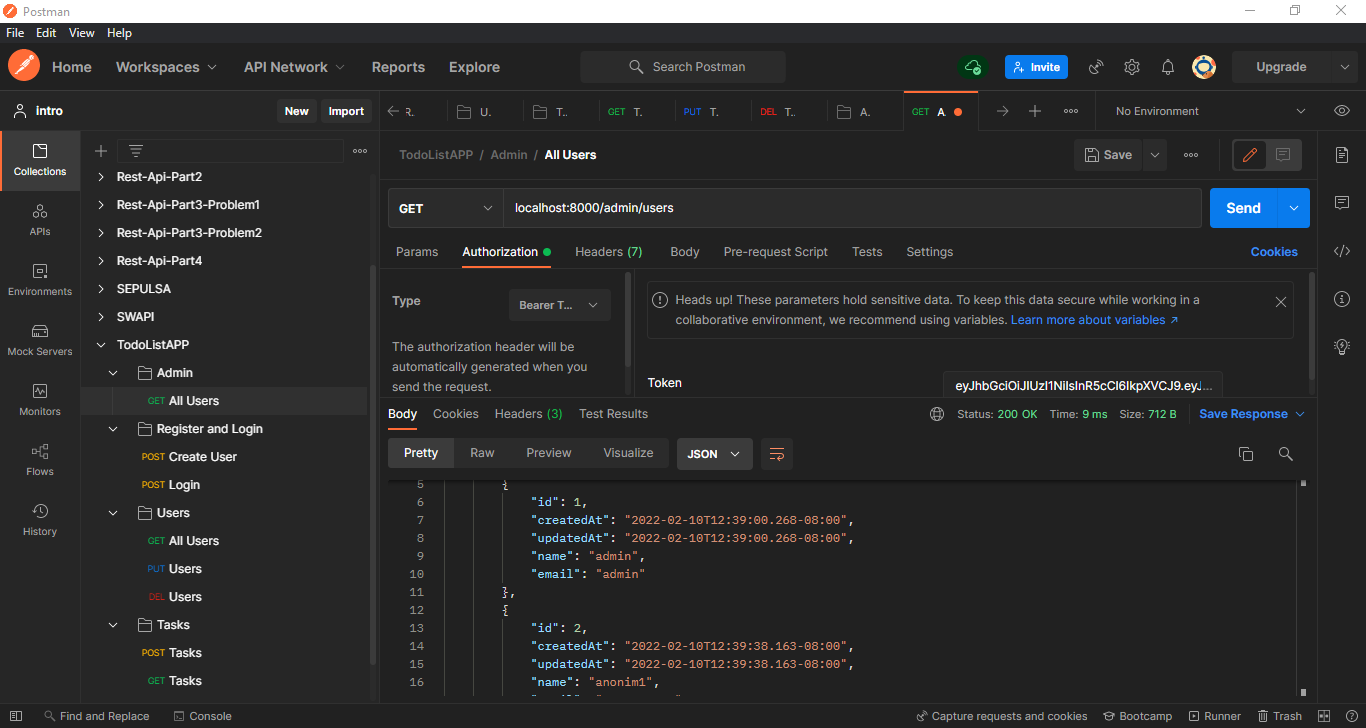 Postman
File Edit View Help
Home Workspaces API Network Reports Explore Search Postman Invite Upgrade
intro New Import R. U. T.. GET T. PUT T. DEL T.. A. GET A. No Environment
Collections
APIs
Environments
Mock Servers
Monitors
Flows
History
Rest-Api-Part2
Rest-Api-Part3-Problem1
Rest-Api-Part3-Problem2
Rest-Api-Part4
SEPULSA
SWAPI
TodoListAPP
Admin
GET All Users
Register and Login
POST Create User
POST Login
Users
GET All Users
PUT Users
DEL Users
Tasks
POST Tasks
GET Tasks
TodoListAPP / Admin / All Users Save
GET localhost:8000/admin/users Send
Params Authorization Headers (7) Body Pre-request Script Tests Settings Cookies
Type Bearer T...
The authorization header will be
automatically generated when you
send the request.
Heads up! These parameters hold sensitive data. To keep this data secure while working in a
collaborative environment, we recommend using variables. Learn more about variables ↗
Token eyJhbGciOiJIUzI1NiIsInR5cCI6IkpXVCJ9.eyJ...
Body Cookies Headers (3) Test Results Status: 200 OK Time: 9 ms Size: 712 B Save Response
Pretty Raw Preview Visualize JSON
5 {
6 "id": 1,
7 "createdAt": "2022-02-10T12:39:00.268-08:00",
8 "updatedAt": "2022-02-10T12:39:00.268-08:00",
9 "name": "admin",
10 "email": "admin"
11 },
12 {
13 "id": 2,
14 "createdAt": "2022-02-10T12:39:38.163-08:00",
15 "updatedAt": "2022-02-10T12:39:38.163-08:00",
16 "name": "anonim1",
Find and Replace Console Capture requests and cookies Bootcamp Runner Trash